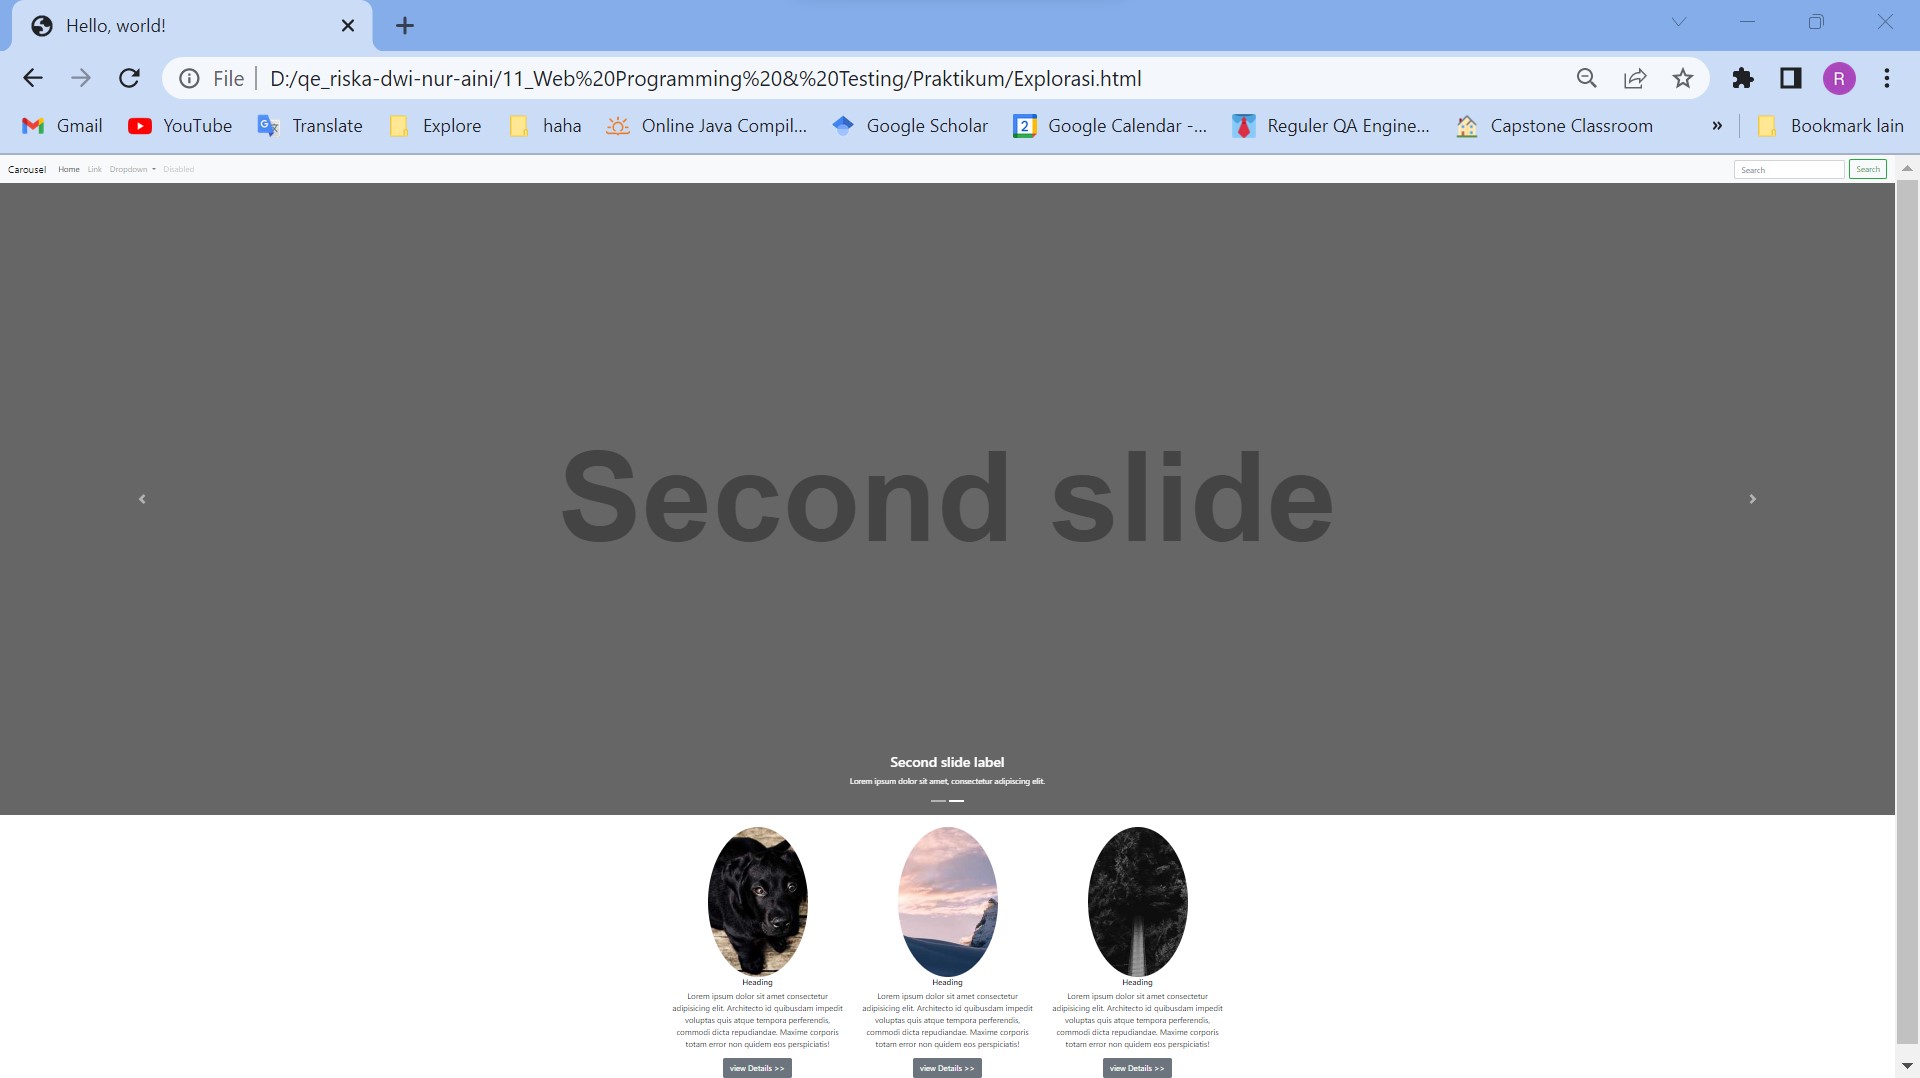 Hello, world!
File D:/qe_riska-dwi-nur-aini/11_Web%20Programming%20&%20Testing/Praktikum/Explorasi.html R
Gmail YouTube Translate Explore haha Online Java Compil... Google Scholar 2 Google Calendar -... Reguler QA Engine... Capstone Classroom » Bookmark lain
Carousel Home Link Dropdown Disabled Search Search
Second slide
Second slide label
Lorem ipsum dolor sit amet, consectetur adipiscing elit.
Heading
Lorem ipsum dolor sit amet consectetur
adipisicing elit. Architecto id quibusdam impedit
voluptas quis atque tempora perferendis,
commodi dicta repudiandae. Maxime corporis
totam error non quidem eos perspiciatis!
view Details >>
Heading
Lorem ipsum dolor sit amet consectetur
adipisicing elit. Architecto id quibusdam impedit
voluptas quis atque tempora perferendis,
commodi dicta repudiandae. Maxime corporis
totam error non quidem eos perspiciatis!
view Details >>
Heading
Lorem ipsum dolor sit amet consectetur
adipisicing elit. Architecto id quibusdam impedit
voluptas quis atque tempora perferendis,
commodi dicta repudiandae. Maxime corporis
totam error non quidem eos perspiciatis!
view Details >>